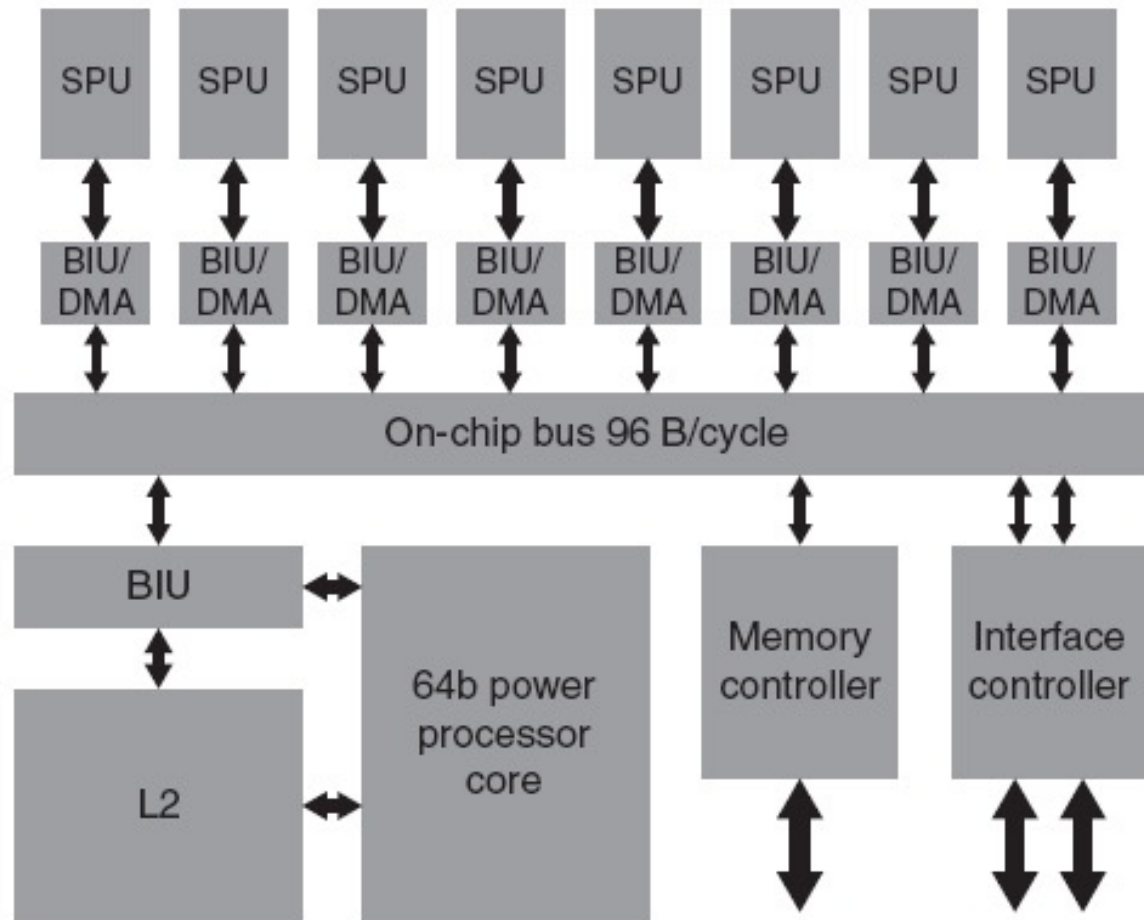 SPU SPU SPU SPU SPU SPU SPU SPU
BIU/ BIU/ BIU/ BIU/ BIU/ BIU/ BIU/ BIU/
DMA DMA DMA DMA DMA DMA DMA DMA
On-chip bus 96 B/cycle
BIU
L2
64b power
processor
core
Memory
controller
Interface
controller